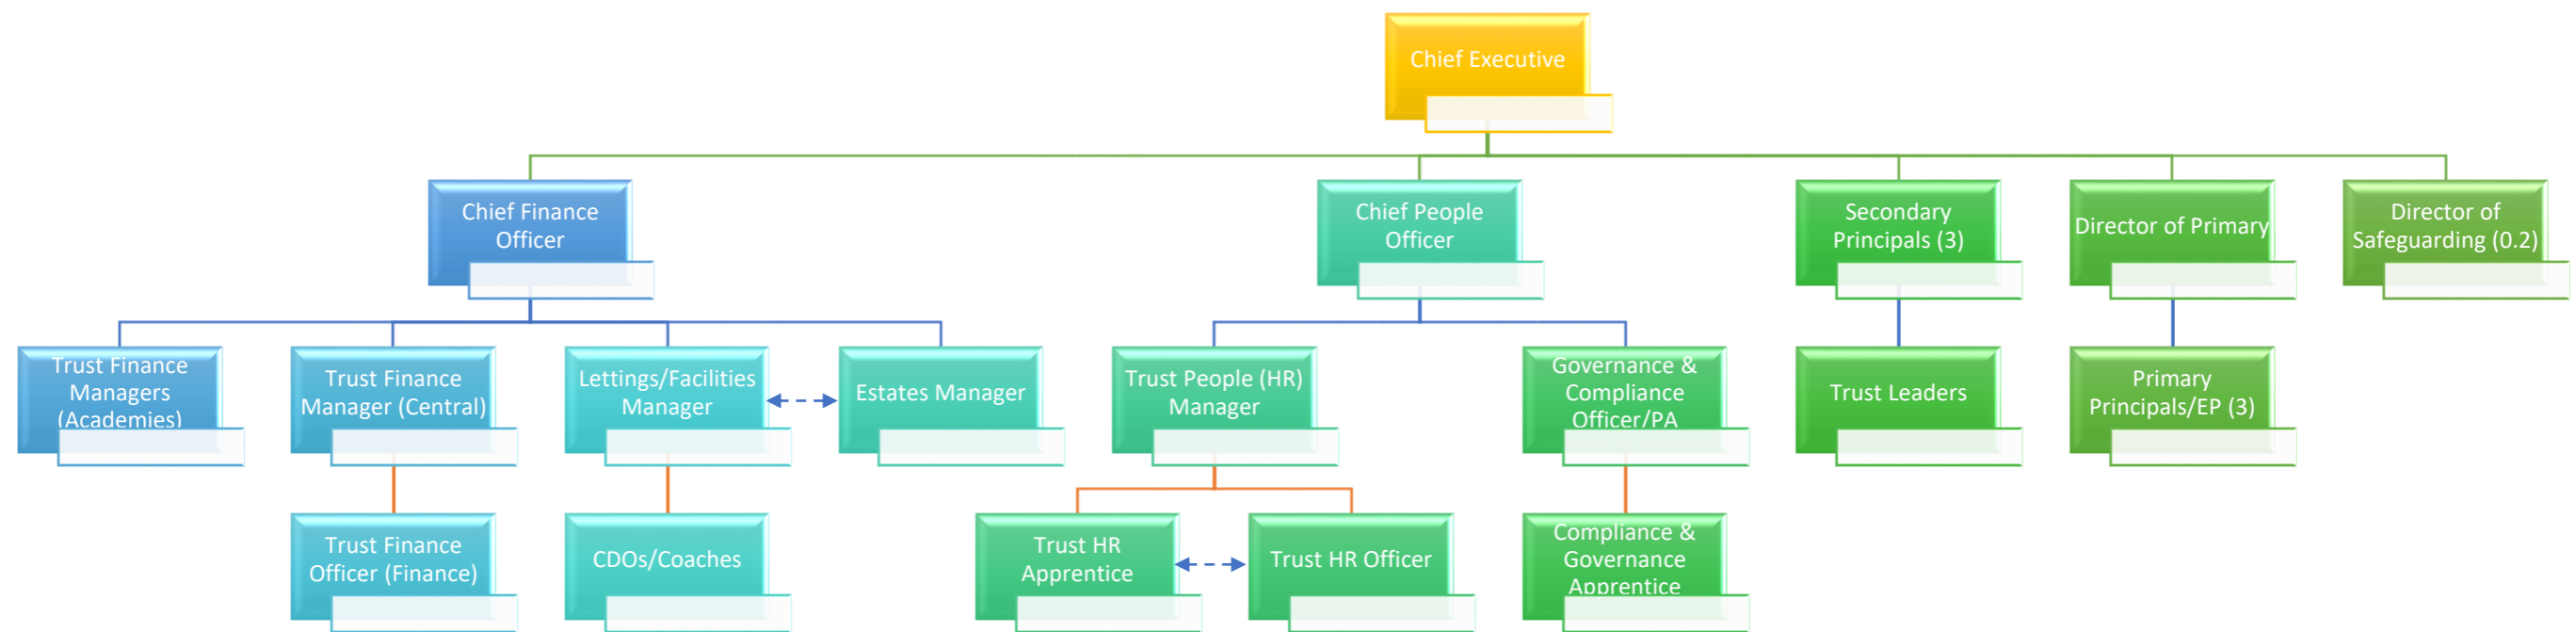 Chief Executive
Chief Finance
Officer
Chief People
Officer
Secondary
Principals (3)
Director of Primary
Director of
Safeguarding (0.2)
Trust Finance
Managers
(Academies)
Trust Finance
Manager (Central)
Lettings/Facilities
Manager
Estates Manager
Trust People (HR)
Manager
Governance &
Compliance
Officer/PA
Trust Leaders
Primary
Principals/EP (3)
Trust Finance
Officer (Finance)
CDOs/Coaches
Trust HR
Apprentice
Trust HR Officer
Compliance &
Governance
Apprentice